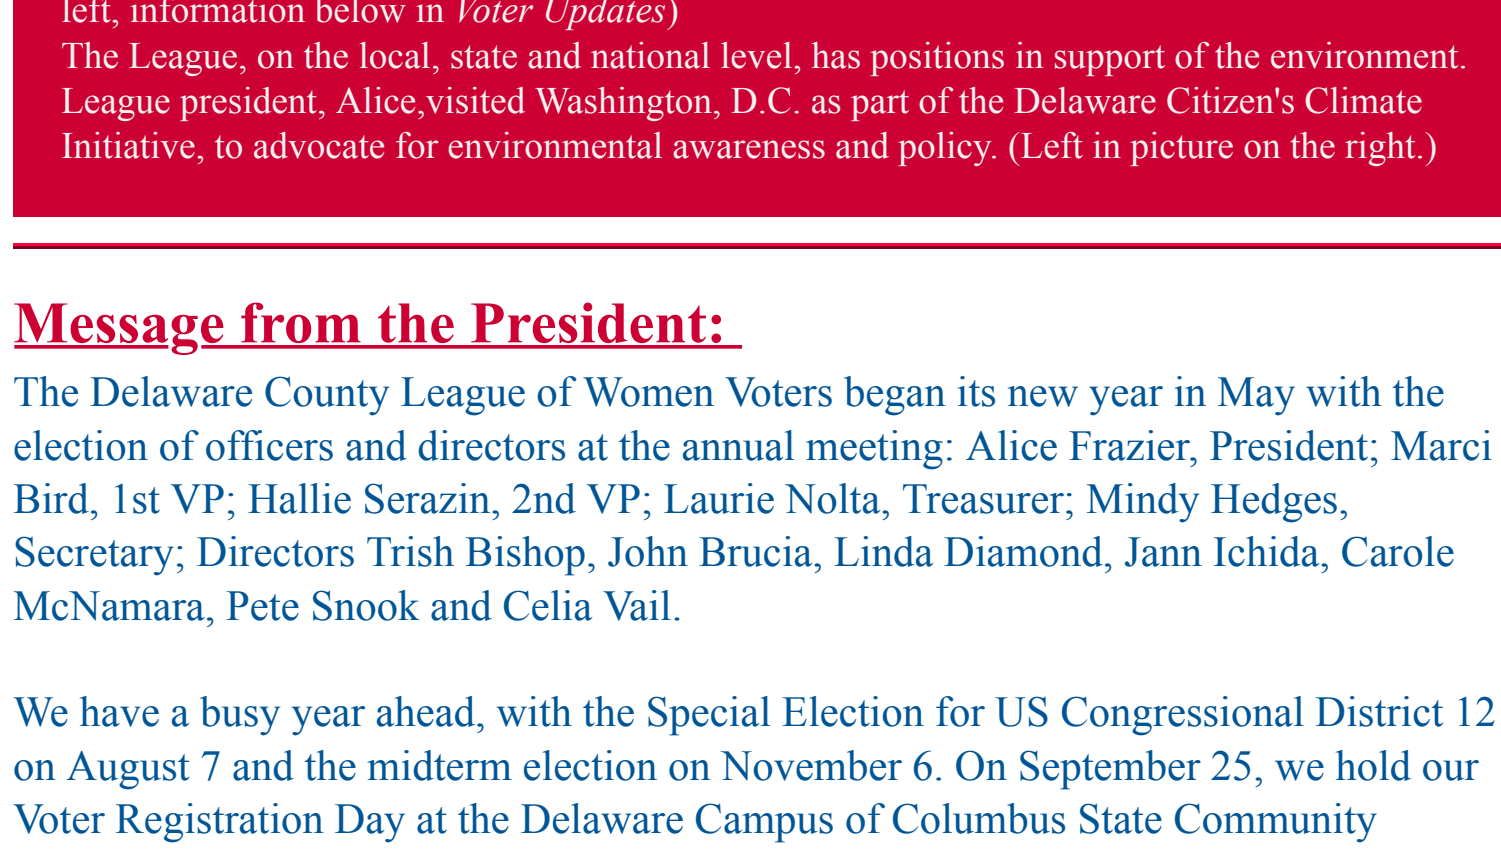 left, information below in Voter Updates)
The League, on the local, state and national level, has positions in support of the environment.
League president, Alice,visited Washington, D.C. as part of the Delaware Citizen's Climate
Initiative, to advocate for environmental awareness and policy. (Left in picture on the right.)
Message from the President:
The Delaware County League of Women Voters began its new year in May with the
election of officers and directors at the annual meeting: Alice Frazier, President; Marci
Bird, 1st VP; Hallie Serazin, 2nd VP; Laurie Nolta, Treasurer; Mindy Hedges,
Secretary; Directors Trish Bishop, John Brucia, Linda Diamond, Jann Ichida, Carole
McNamara, Pete Snook and Celia Vail.
We have a busy year ahead, with the Special Election for US Congressional District 12
on August 7 and the midterm election on November 6. On September 25, we hold our
Voter Registration Day at the Delaware Campus of Columbus State Community